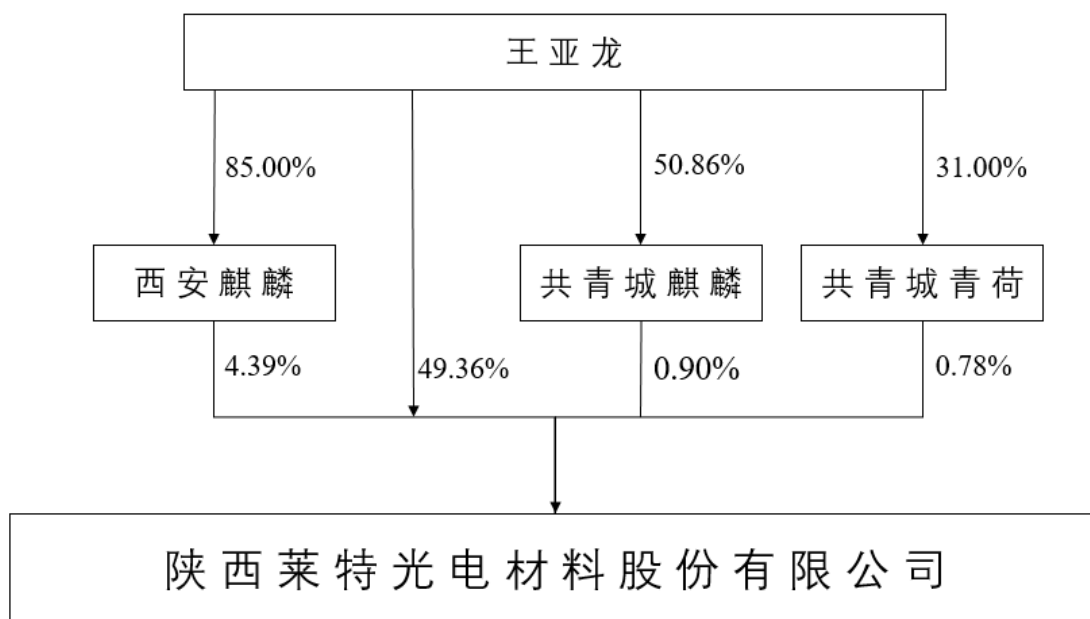 王亚龙
85.00%
50.86%
31.00%
西安麒麟
共青城麒麟
共青城青荷
4.39%
49.36%
0.90%
0.78%
陕西莱特光电材料股份有限公司